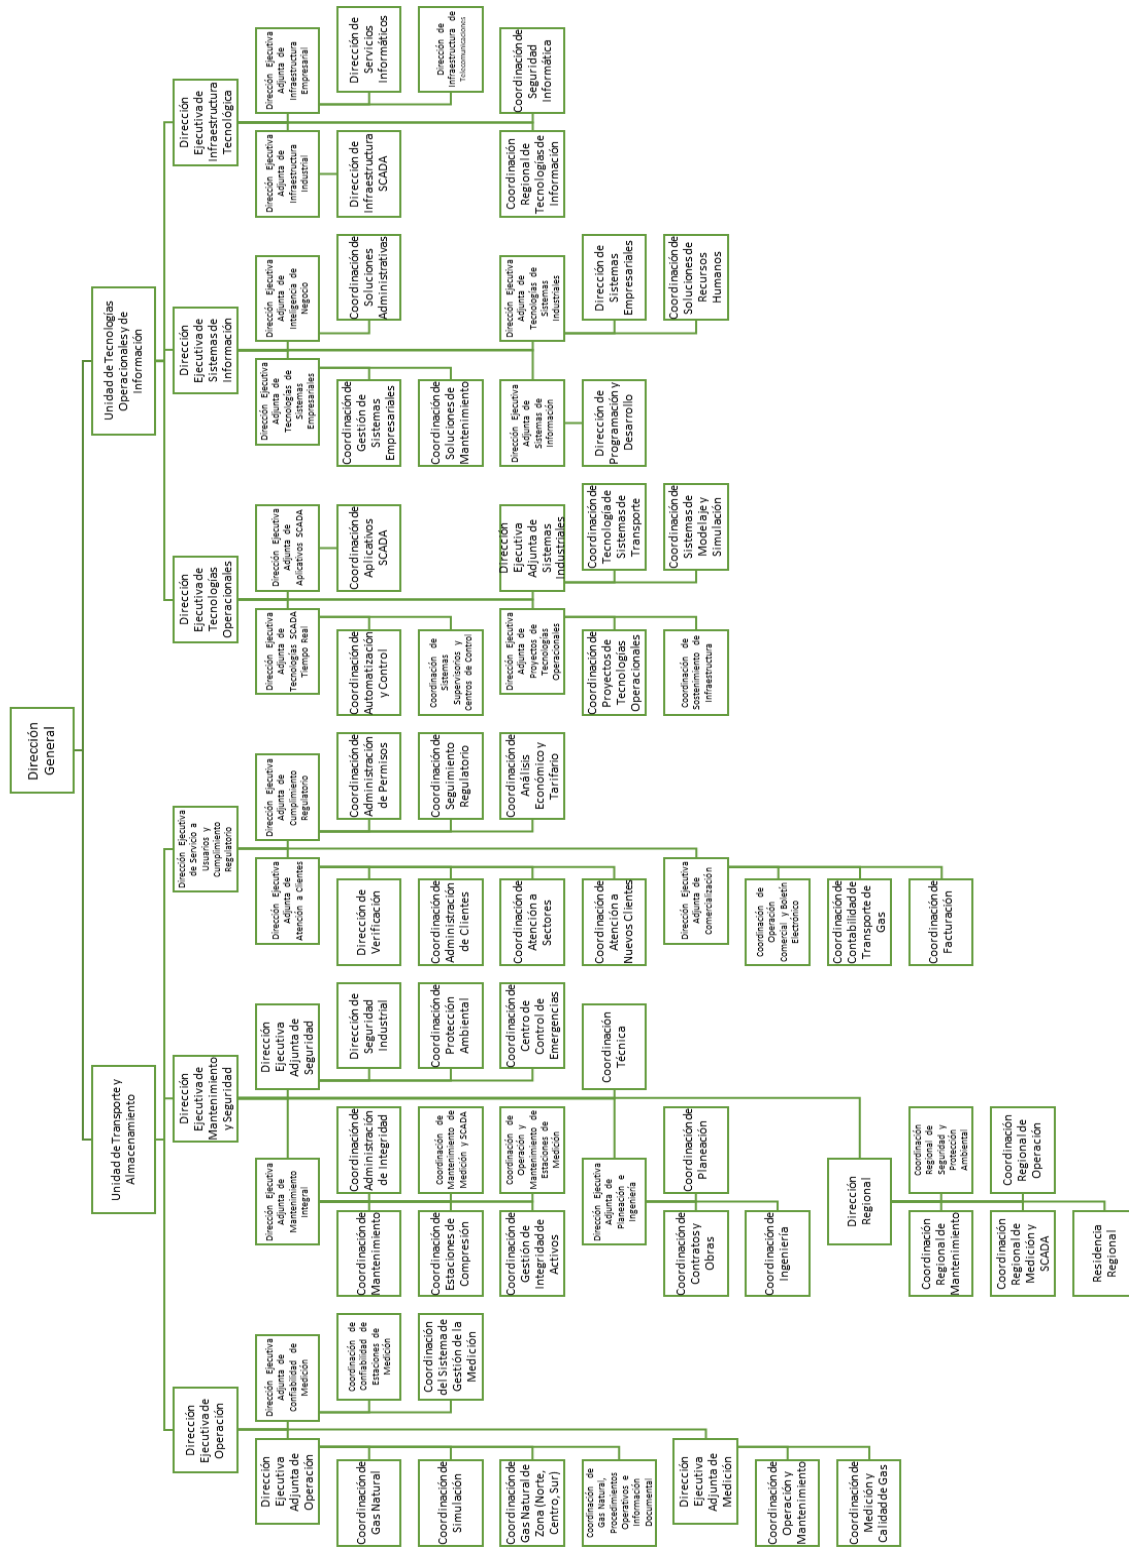 Dirección
General
Unidad de Transporte y
Almacenamiento
Dirección
Ejecutiva de
Operación
Dirección
Ejecutiva
Adjunta de
Operación
Coordinación de
Gas Natural
Coordinación de
Simulación
Coordinación de
Gas Natural de
Zona (Norte,
Centro, Sur)
Coordinación de
Gas Natural,
Procedimientos
Operativos e
Información
Documental
Dirección Ejecutiva
Adjunta de
Confiabilidad de
Medición
Coordinación de
Confiabilidad de
Estaciones de
Medición
Coordinación
del Sistema de
Gestión de la
Medición
Dirección
Ejecutiva
Adjunta de
Medición
Coordinación de
Operación y
Mantenimiento
Coordinación de
Medición y
Calidad de Gas
Dirección
Ejecutiva de
Mantenimiento
y Seguridad
Dirección Ejecutiva
Adjunta de
Mantenimiento
Integral
Coordinación de
Mantenimiento
Coordinación de
Administración
de Integridad
Coordinación de
Estaciones de
Compresión
Coordinación de
Mantenimiento de
Medición y SCADA
Coordinación de
Gestión de
Integridad de
Activos
Coordinación de
Operación y
Mantenimiento de
Estaciones de
Medición
Dirección
Ejecutiva
Adjunta de
Seguridad
Dirección de
Seguridad
Industrial
Coordinación de
Protección
Ambiental
Coordinación de
Centro de
Control de
Emergencias
Dirección Ejecutiva
Adjunta de
Planeación e
Ingeniería
Coordinación de
Contratos y
Obras
Coordinación de
Planeación
Coordinación de
Ingeniería
Coordinación
Técnica
Dirección
Regional
Coordinación
Regional de
Mantenimiento
Coordinación
Regional de
Seguridad y
Protección
Ambiental
Coordinación
Regional de
Medición y
SCADA
Coordinación
Regional de
Operación
Residencia
Regional
Dirección Ejecutiva
de Servicio a
Usuarios y
Cumplimiento
Regulatorio
Dirección Ejecutiva
Adjunta de
Atención a Clientes
Dirección de
Verificación
Coordinación de
Administración
de Clientes
Coordinación de
Atención a
Sectores
Coordinación de
Atención a
Nuevos Clientes
Dirección Ejecutiva
Adjunta de
Cumplimiento
Regulatorio
Coordinación de
Administración
de Permisos
Coordinación de
Seguimiento
Regulatorio
Coordinación de
Análisis
Económico y
Tarifario
Dirección Ejecutiva
Adjunta de
Comercialización
Coordinación de
Operación
Comercial y Boletín
Electrónico
Coordinación de
Contabilidad de
Transporte de
Gas
Coordinación de
Facturación
Unidad de Tecnologías
Operacionales y de
Información
Dirección
Ejecutiva de
Tecnologías
Operacionales
Dirección Ejecutiva
Adjunta de
Tecnologías SCADA
Tiempo Real
Coordinación de
Automatización
y Control
Coordinación de
Sistemas
Supervisorios y
Centros de Control
Dirección Ejecutiva
Adjunta de
Aplicativos SCADA
Coordinación de
Aplicativos
SCADA
Dirección Ejecutiva
Adjunta de
Proyectos de
Tecnologías
Operacionales
Coordinación de
Proyectos de
Tecnologías
Operacionales
Coordinación de
Sostenimiento de
Infraestructura
Dirección
Ejecutiva
Adjunta de
Sistemas
Industriales
Coordinación de
Tecnología de
Sistemas de
Transporte
Coordinación de
Sistemas de
Modelaje y
Simulación
Dirección
Ejecutiva de
Sistemas de
Información
Dirección Ejecutiva
Adjunta de
Tecnologías de
Sistemas
Empresariales
Coordinación de
Gestión de
Sistemas
Empresariales
Coordinación de
Soluciones de
Mantenimiento
Dirección Ejecutiva
Adjunta de
Inteligencia de
Negocio
Coordinación de
Soluciones
Administrativas
Dirección Ejecutiva
Adjunta de
Sistemas de
Información
Dirección de
Programación y
Desarrollo
Dirección Ejecutiva
Adjunta de
Tecnologías de
Sistemas
Industriales
Dirección de
Sistemas
Empresariales
Coordinación de
Soluciones de
Recursos
Humanos
Dirección
Ejecutiva de
Infraestructura
Tecnológica
Dirección Ejecutiva
Adjunta de
Infraestructura
Industrial
Dirección de
Infraestructura
SCADA
Dirección Ejecutiva
Adjunta de
Infraestructura
Empresarial
Dirección de
Servicios
Informáticos
Dirección de
Infraestructura de
Telecomunicaciones
Coordinación
Regional de
Tecnologías de
Información
Coordinación de
Seguridad
Informática